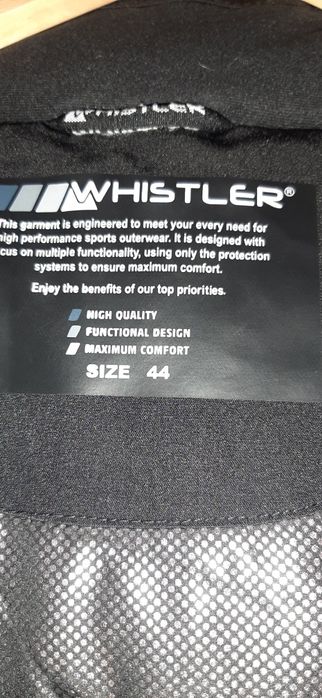 WHISTLER
WHISTLER®
This garment is engineered to meet your every need for
high performance sports outerwear. It is designed with
cus on multiple functionality, using only the protection
systems to ensure maximum comfort.
Enjoy the benefits of our top priorities.
HIGH QUALITY
FUNCTIONAL DESIGN
MAXIMUM COMFORT
SIZE 44